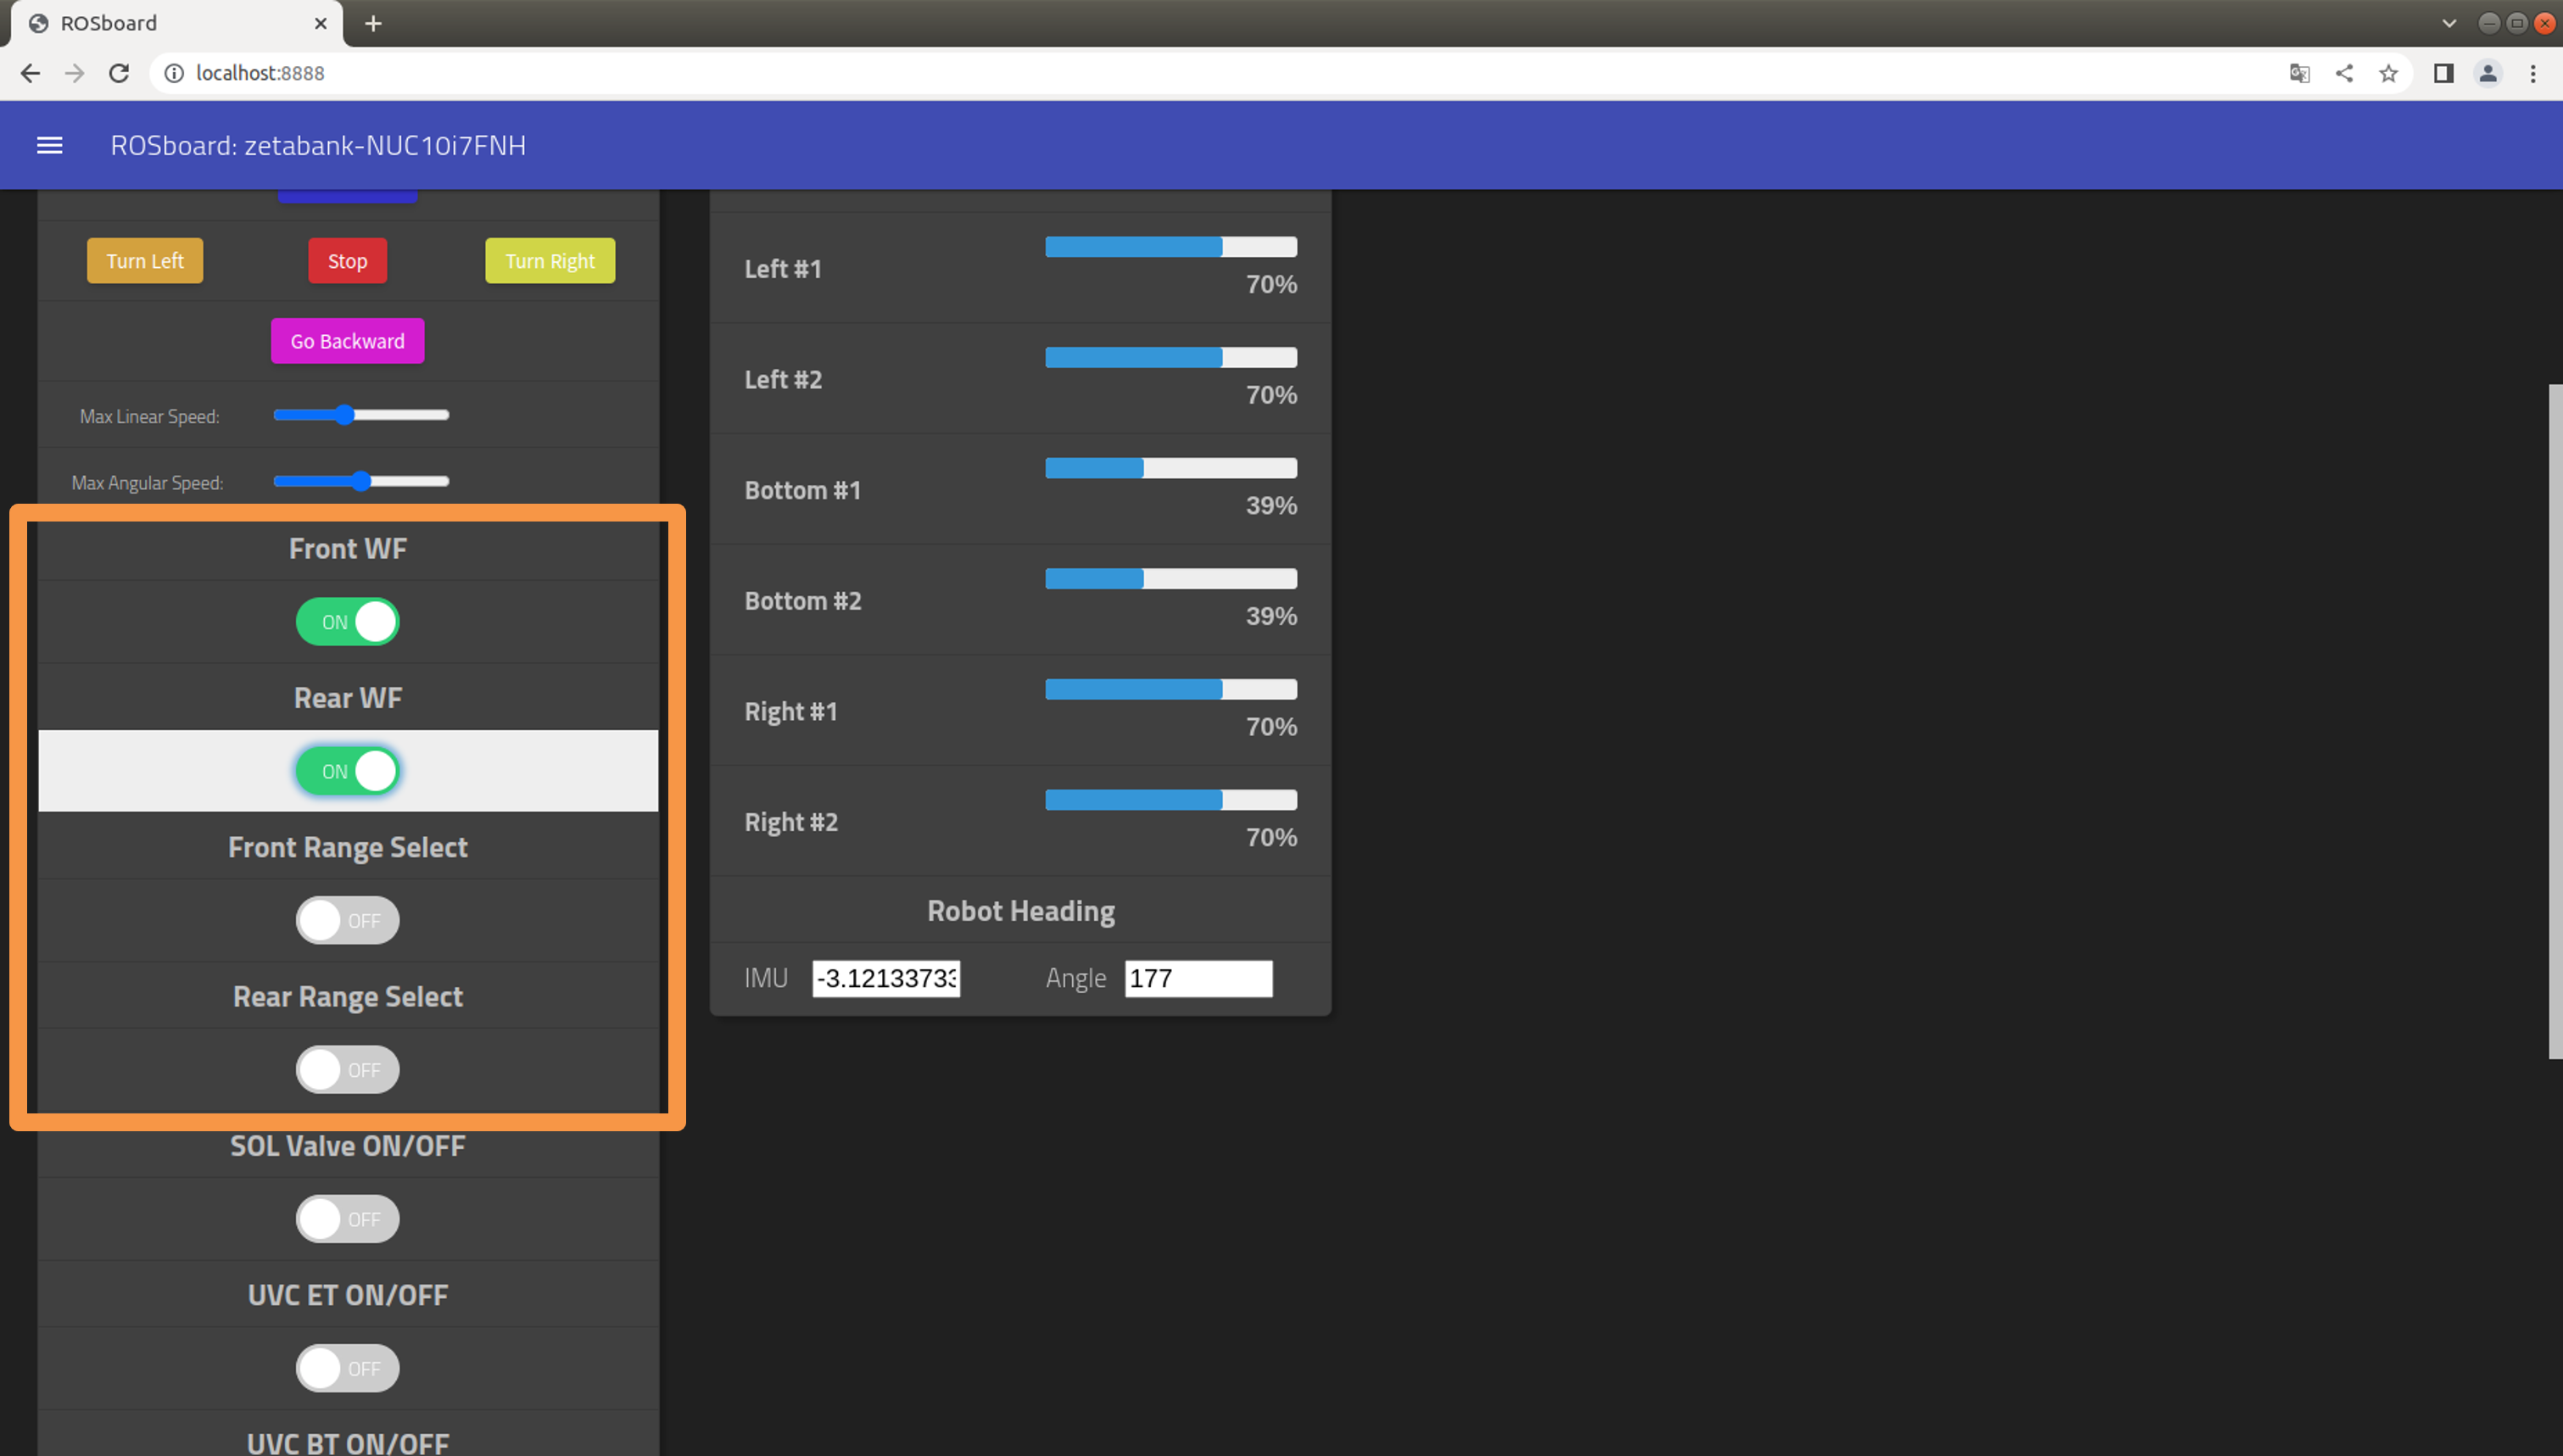 ROSboard
localhost:8888
ROSboard: zetabank-NUC10i7FNH
Turn Left
Stop
Turn Right
Go Backward
Max Linear Speed:
Max Angular Speed:
Front WF
ON
Rear WF
ON
Front Range Select
OFF
Rear Range Select
OFF
SOL Valve ON/OFF
OFF
UVC ET ON/OFF
OFF
UVC BT ON/OFF
Left #1
70%
Left #2
70%
Bottom #1
39%
Bottom #2
39%
Right #1
70%
Right #2
70%
Robot Heading
IMU -3.12133733 Angle 177